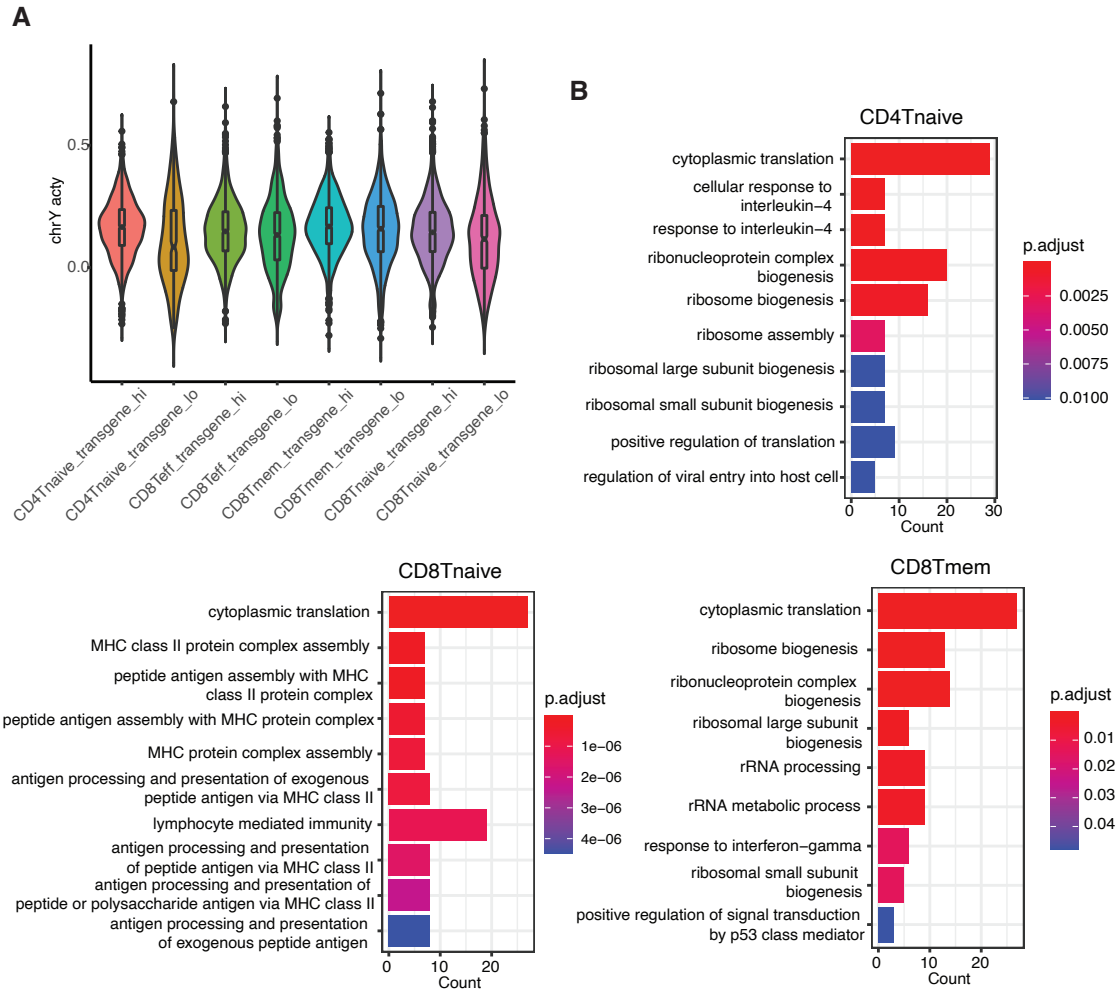 A
chrY acty
0.5
0.0
CD4Tnaive_transgene_hi
CD4Tnaive_transgene_lo
CD8Teff_transgene_hi
CD8Teff_transgene_lo
CD8Tmem_transgene_hi
CD8Tmem_transgene_lo
CD8Tnaive_transgene_hi
CD8Tnaive_transgene_lo
B
CD4Tnaive
cytoplasmic translation
cellular response to
interleukin−4
response to interleukin−4
ribonucleoprotein complex
biogenesis
ribosome biogenesis
ribosome assembly
ribosomal large subunit biogenesis
ribosomal small subunit biogenesis
positive regulation of translation
regulation of viral entry into host cell
0 10 20 30
Count
p.adjust
0.0025
0.0050
0.0075
0.0100
CD8Tnaive
cytoplasmic translation
MHC class II protein complex assembly
peptide antigen assembly with MHC
class II protein complex
peptide antigen assembly with MHC protein complex
MHC protein complex assembly
antigen processing and presentation of exogenous
peptide antigen via MHC class II
lymphocyte mediated immunity
antigen processing and presentation
of peptide antigen via MHC class II
antigen processing and presentation of
peptide or polysaccharide antigen via MHC class II
antigen processing and presentation
of exogenous peptide antigen
0 10 20
Count
p.adjust
1e−06
2e−06
3e−06
4e−06
CD8Tmem
cytoplasmic translation
ribosome biogenesis
ribonucleoprotein complex
biogenesis
ribosomal large subunit
biogenesis
rRNA processing
rRNA metabolic process
response to interferon−gamma
ribosomal small subunit
biogenesis
positive regulation of signal transduction
by p53 class mediator
0 10 20
Count
p.adjust
0.01
0.02
0.03
0.04